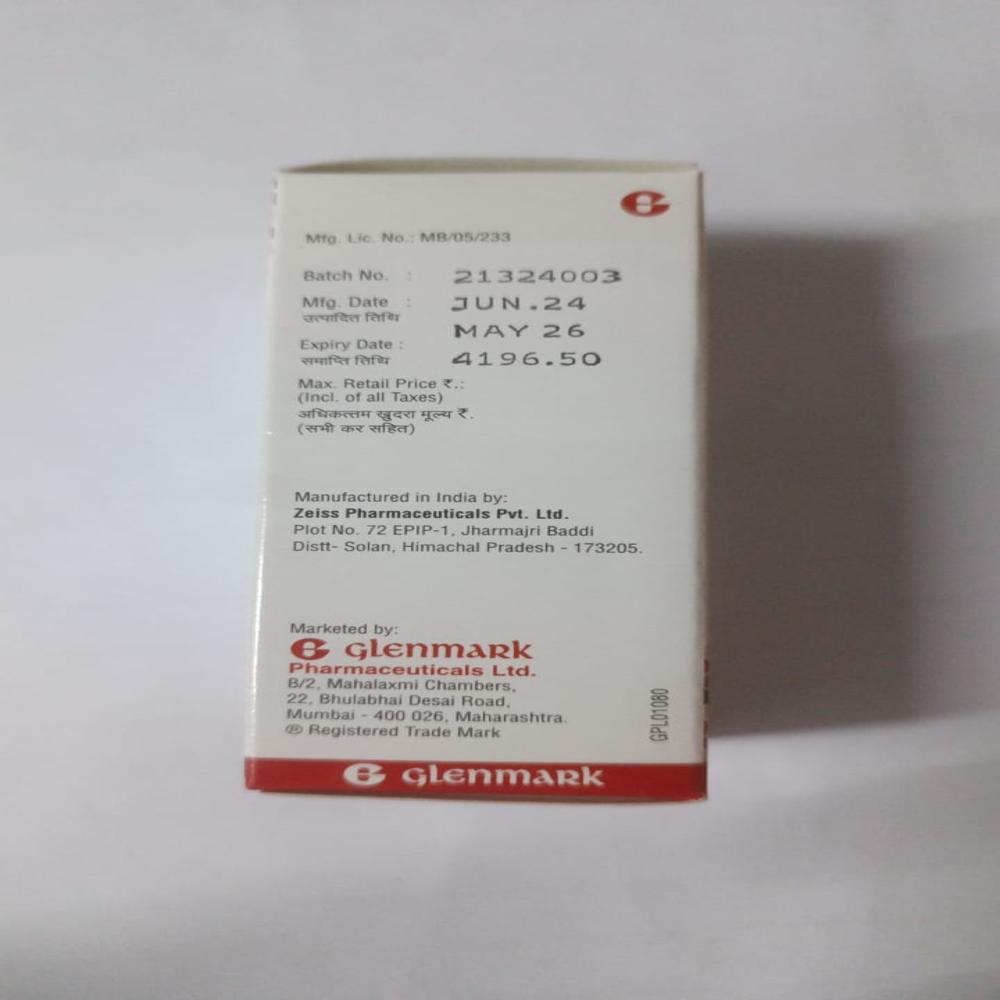 Mfg. Lic. No.: MB/05/233
Batch No. : 21324003
Mfg. Date : JUN.24
उत्पादित तिथि
MAY 26
Expiry Date :
समाप्ति तिथि 4196.50
Max. Retail Price ₹.:
(Incl. of all Taxes)
अधिकत्तम खुदरा मूल्य ₹.
(सभी कर सहित)
Manufactured in India by:
Zeiss Pharmaceuticals Pvt. Ltd.
Plot No. 72 EPIP-1, Jharmajri Baddi
Distt- Solan, Himachal Pradesh - 173205.
Marketed by:
glenmark
Pharmaceuticals Ltd.
B/2, Mahalaxmi Chambers,
22, Bhulabhai Desai Road,
Mumbai - 400 026, Maharashtra.
® Registered Trade Mark
GPL01080
glenmark